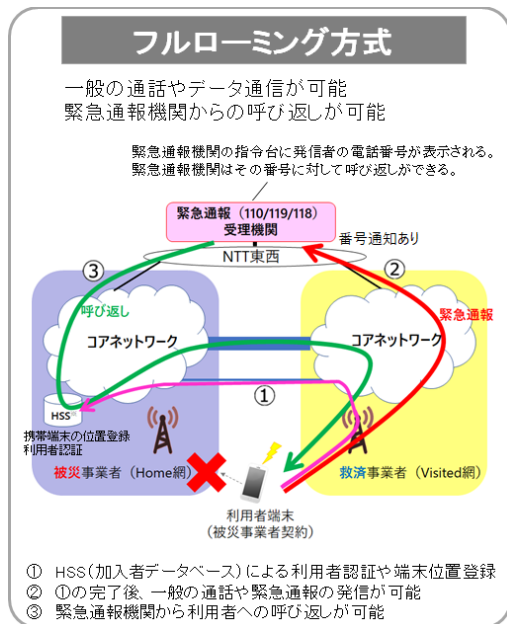 フルローミング方式
一般の通話やデータ通信が可能
緊急通報機関からの呼び返しが可能
緊急通報機関の指令台に発信者の電話番号が表示される。
緊急通報機関はその番号に対して呼び返しができる。
緊急通報（110/119/118）
受理機関
番号通知あり
NTT東西
③
②
呼び返し
緊急通報
コアネットワーク
コアネットワーク
①
HSS
携帯端末の位置登録
利用者認証
被災事業者（Home網）
救済事業者（Visited網）
利用者端末
（被災事業者契約）
① HSS（加入者データベース）による利用者認証や端末位置登録
② ①の完了後、一般の通話や緊急通報の発信が可能
③ 緊急通報機関から利用者への呼び返しが可能